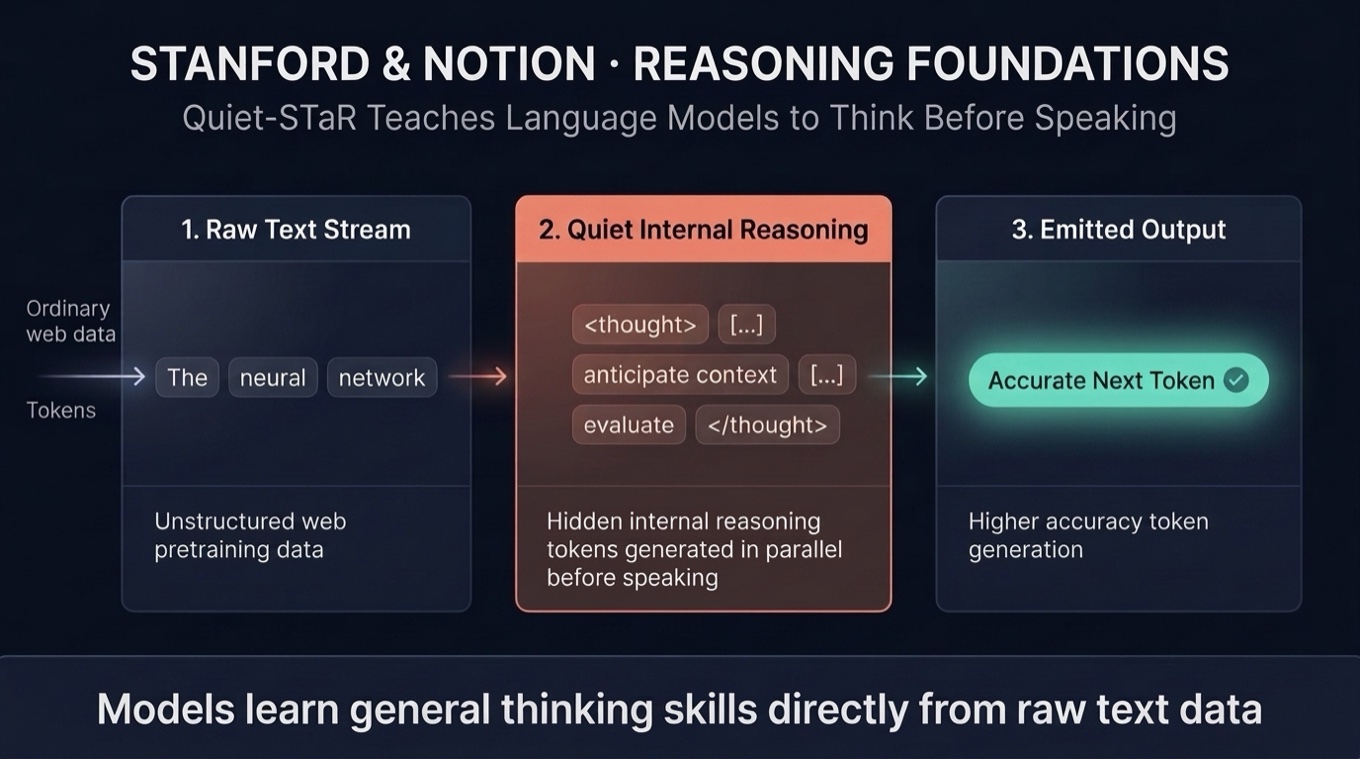 STANFORD & NOTION · REASONING FOUNDATIONS
Quiet-STaR Teaches Language Models to Think Before Speaking
Ordinary
web data
Tokens
1. Raw Text Stream
The neural network
Unstructured web
pretraining data
2. Quiet Internal Reasoning
<thought> [...]
anticipate context [...]
evaluate </thought>
Hidden internal reasoning
tokens generated in parallel
before speaking
3. Emitted Output
Accurate Next Token
Higher accuracy token
generation
Models learn general thinking skills directly from raw text data